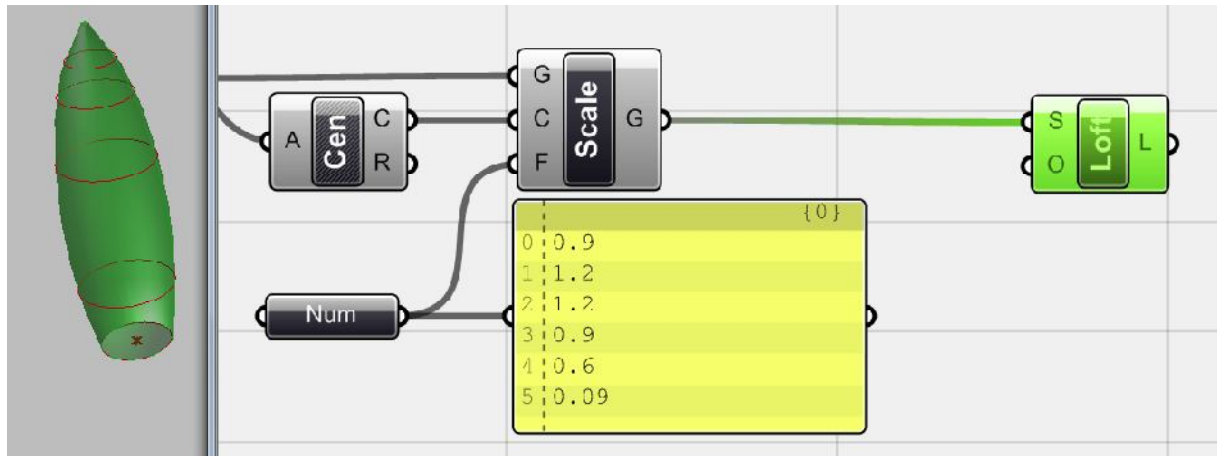 G
C
F
Scale
G
A
Cen
C
R
S
O
Loft
L
{0}
0 0.9
1 1.2
2 1.2
3 0.9
4 0.6
5 0.09
Num